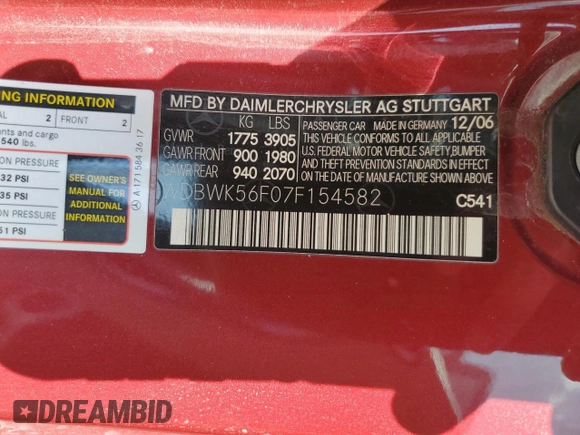 NG INFORMATION
AL 2 FRONT 2
nts and cargo
540 lbs.
ON PRESSURE
32 PSI
35 PSI
ON PRESSURE
51 PSI
SEE OWNER'S
MANUAL FOR
ADDITIONAL
INFORMATION
A 171 584 36 17
MFD BY DAIMLERCHRYSLER AG STUTTGART
KG LBS
GVWR 1775 3905
GAWR FRONT 900 1980
GAWR REAR 940 2070
PASSENGER CAR MADE IN GERMANY 12/06
THIS VEHICLE CONFORMS TO ALL APPLICABLE
U.S. FEDERAL MOTOR VEHICLE SAFETY,BUMPER
AND THEFT PREVENTION STANDARDS IN EFFECT
ON THE DATE OF MANUFACTURE SHOWN ABOVE.
WDBWK56F07F154582
C541
DREAMBID